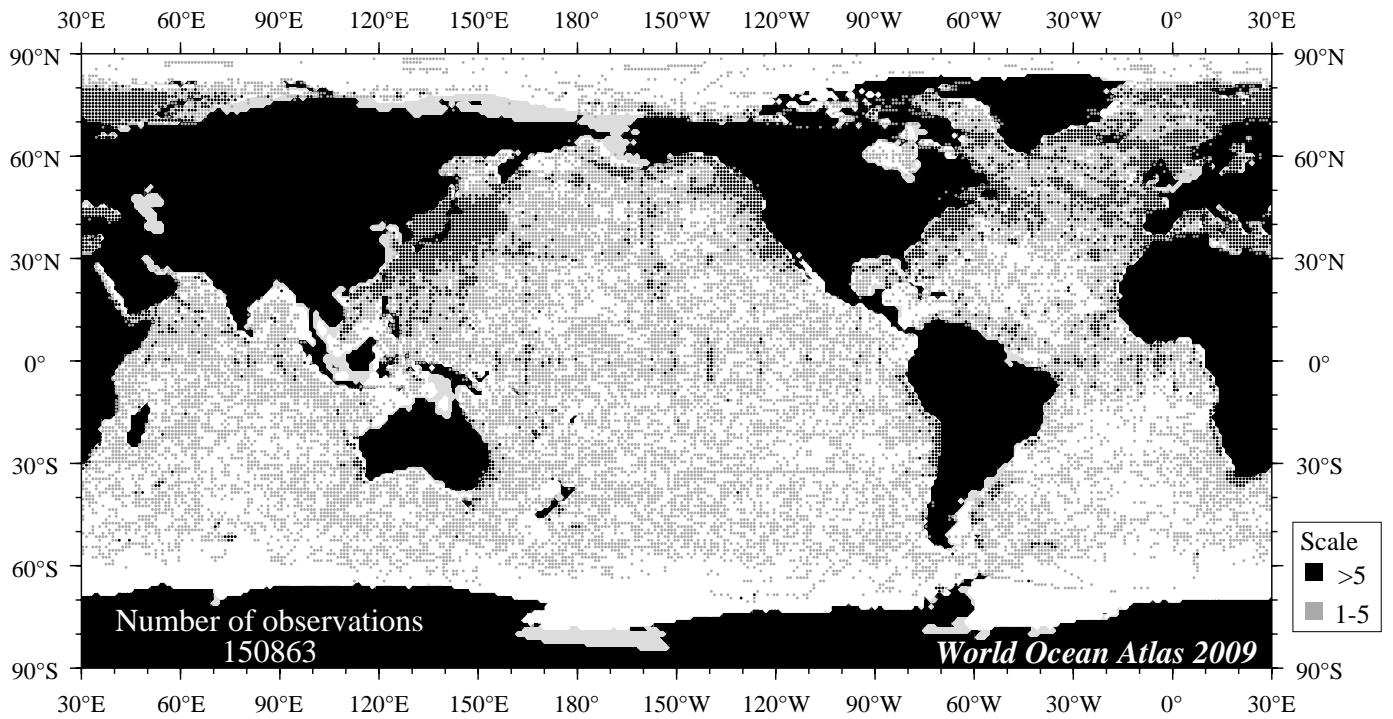 30°E 60°E 90°E 120°E 150°E 180° 150°W 120°W 90°W 60°W 30°W 0° 30°E
90°N 90°N
60°N 60°N
30°N 30°N
0° 0°
30°S 30°S
Scale
60°S 60°S
>5
1-5
Number of observations
150863
World Ocean Atlas 2009
90°S 90°S
30°E 60°E 90°E 120°E 150°E 180° 150°W 120°W 90°W 60°W 30°W 0° 30°E